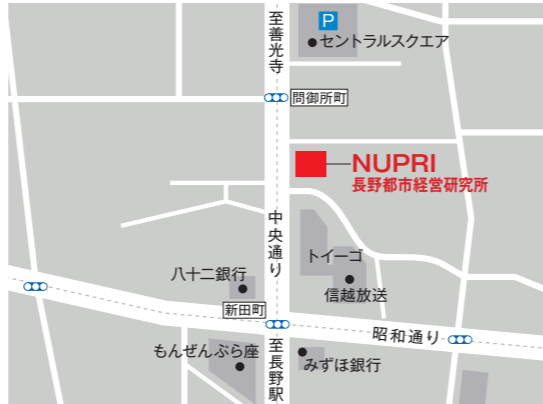 至善光寺
P
セントラルスクエア
問御所町
NUPRI
長野都市経営研究所
中央通り
トイーゴ
信越放送
八十二銀行
新田町
昭和通り
もんぜんぷら座
至長野駅
みずほ銀行